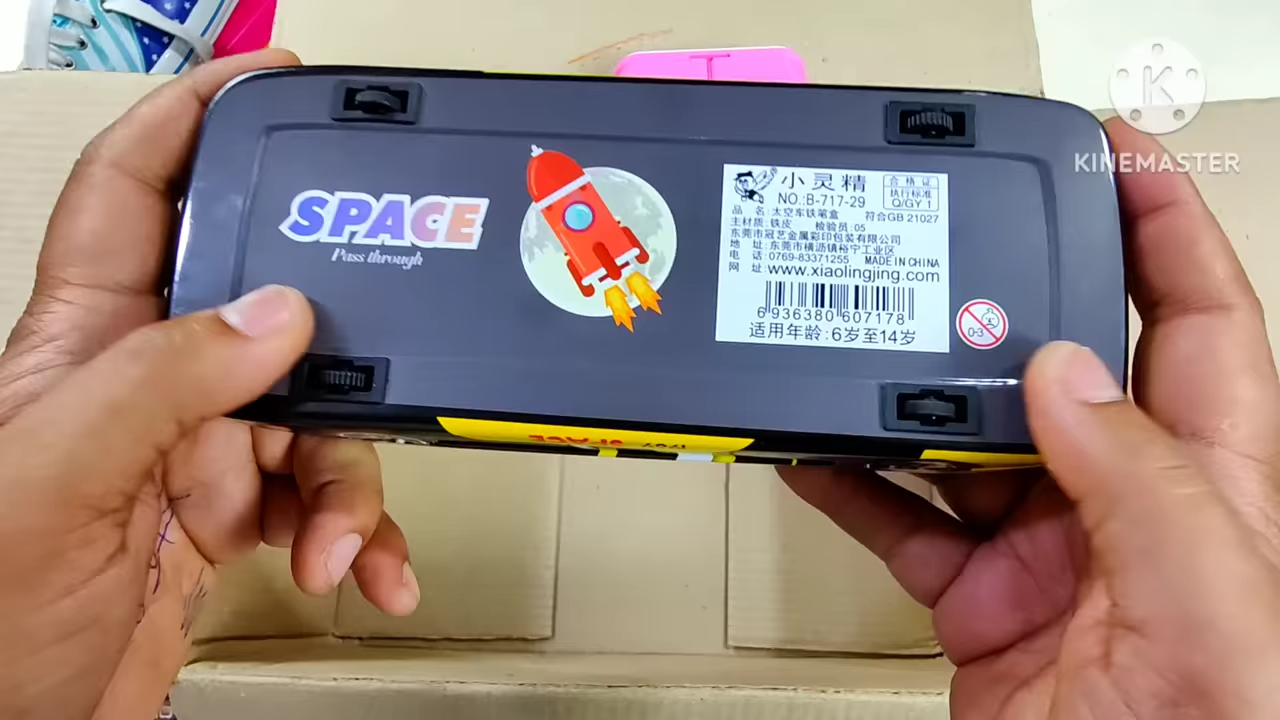 K
KINEMASTER
SPACE
Pass through
小灵精
合格证
执行标准
Q/GY 1
NO.:B-717-29
品 名:太空车铁笔盒 符合GB 21027
主材质:铁皮 检验员:05
东莞市冠艺金属彩印包装有限公司
地 址:东莞市横沥镇裕宁工业区
电 话:0769-83371255 MADE IN CHINA
网 址:www.xiaolingjing.com
6 936380 607178
适用年龄:6岁至14岁
0-3
SPACE